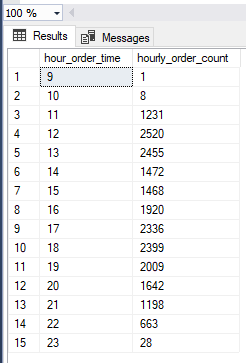 100 %
Results Messages
hour_order_time hourly_order_count
1 9 1
2 10 8
3 11 1231
4 12 2520
5 13 2455
6 14 1472
7 15 1468
8 16 1920
9 17 2336
10 18 2399
11 19 2009
12 20 1642
13 21 1198
14 22 663
15 23 28